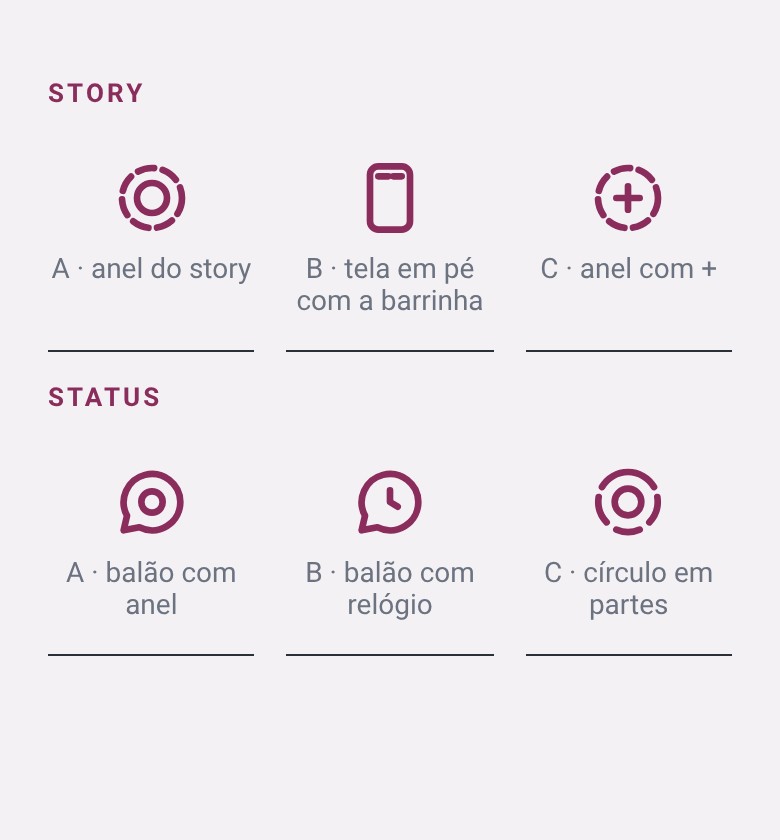 STORY
A · anel do story
B · tela em pé
com a barrinha
C · anel com +
STATUS
A · balão com
anel
B · balão com
relógio
C · círculo em
partes